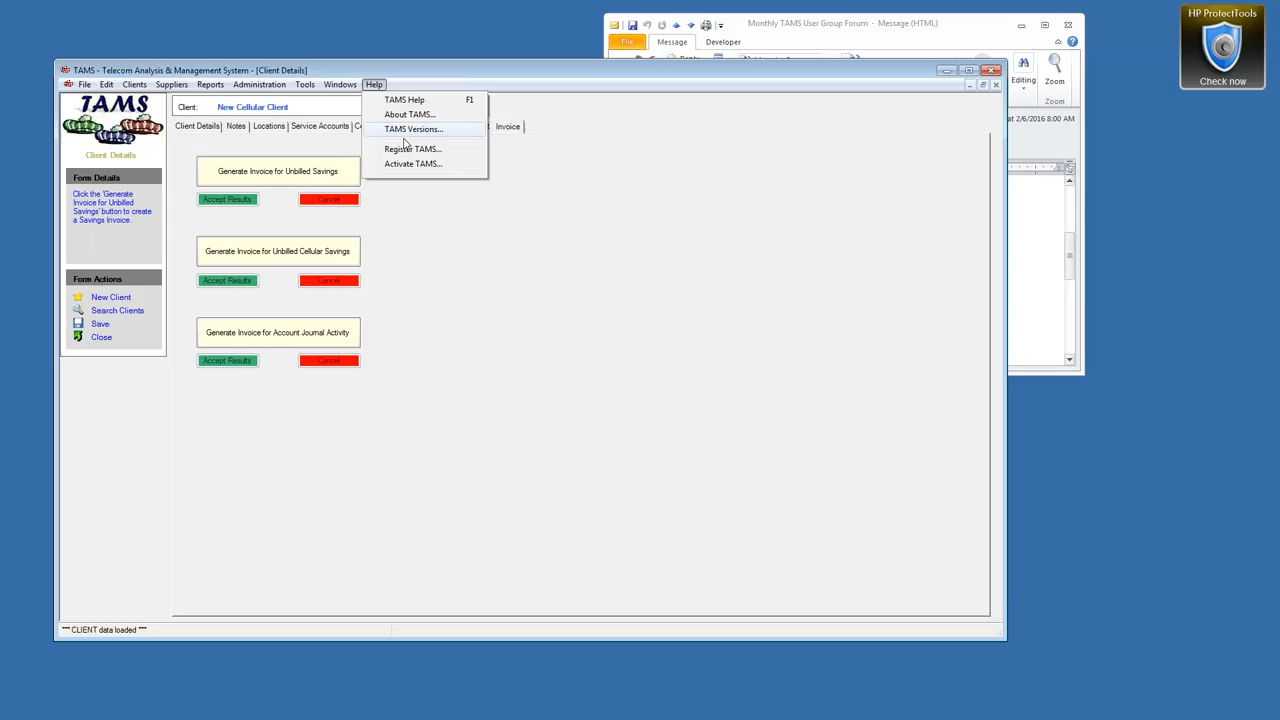 HP ProtectTools
Check now
Monthly TAMS User Group Forum - Message (HTML)
File
Message
Developer
Editing
Zoom
Zoom
at 2/6/2016 8:00 AM
TAMS - Telecom Analysis & Management System - [Client Details]
File Edit Clients Suppliers Reports Administration Tools Windows Help
TAMS Help F1
About TAMS...
TAMS Versions...
Register TAMS...
Activate TAMS...
TAMS
Client Details
Client: New Cellular Client
Client Details Notes Locations Service Accounts Invoice
Form Details
Click the 'Generate
Invoice for Unbilled
Savings' button to create
a Savings Invoice.
Form Actions
New Client
Search Clients
Save
Close
Generate Invoice for Unbilled Savings
Accept Results Cancel
Generate Invoice for Unbilled Cellular Savings
Accept Results Cancel
Generate Invoice for Account Journal Activity
Accept Results Cancel
*** CLIENT data loaded ***